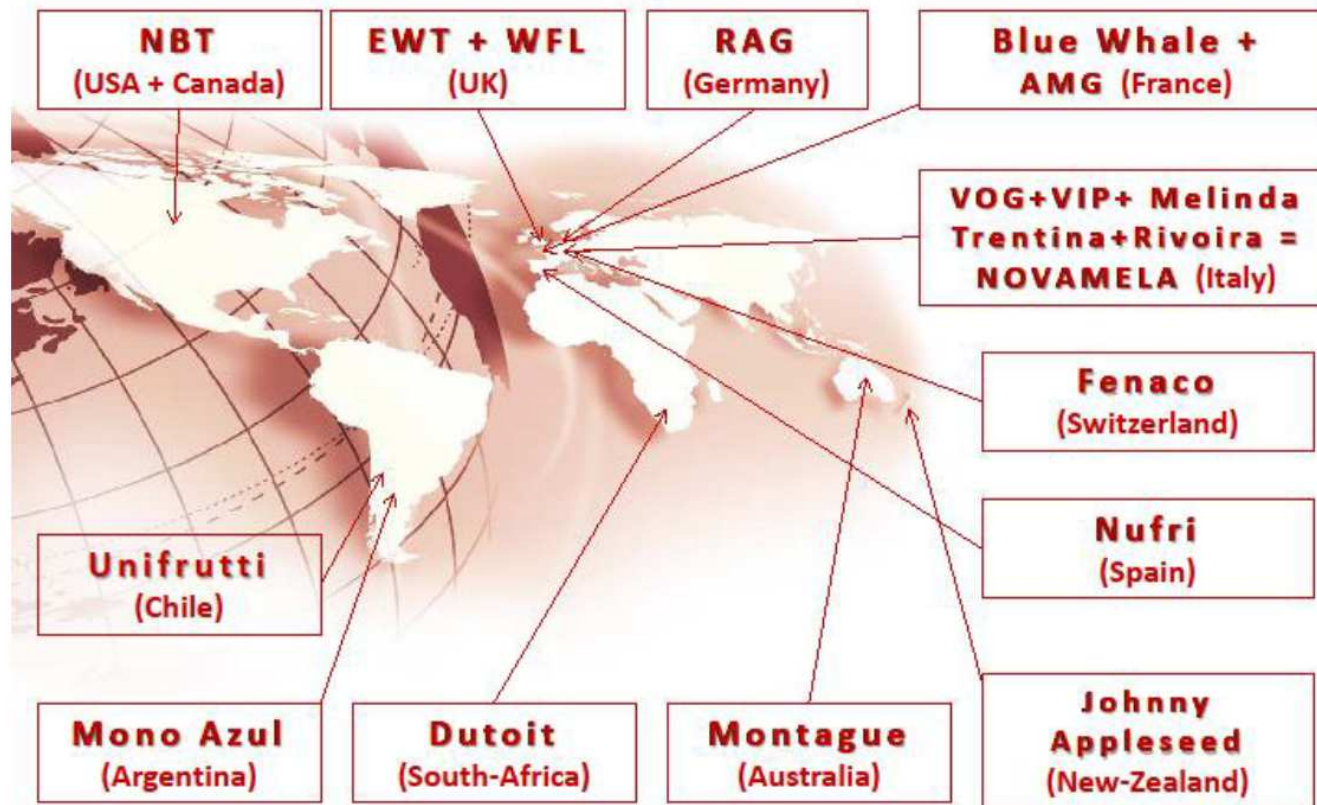 NBT
(USA + Canada)
EWT + WFL
(UK)
RAG
(Germany)
Blue Whale +
AMG (France)
VOG+VIP+ Melinda
Trentina+Rivoira =
NOVAMELA (Italy)
Fenaco
(Switzerland)
Nufri
(Spain)
Unifrutti
(Chile)
Mono Azul
(Argentina)
Dutoit
(South-Africa)
Montague
(Australia)
Johnny
Appleseed
(New-Zealand)